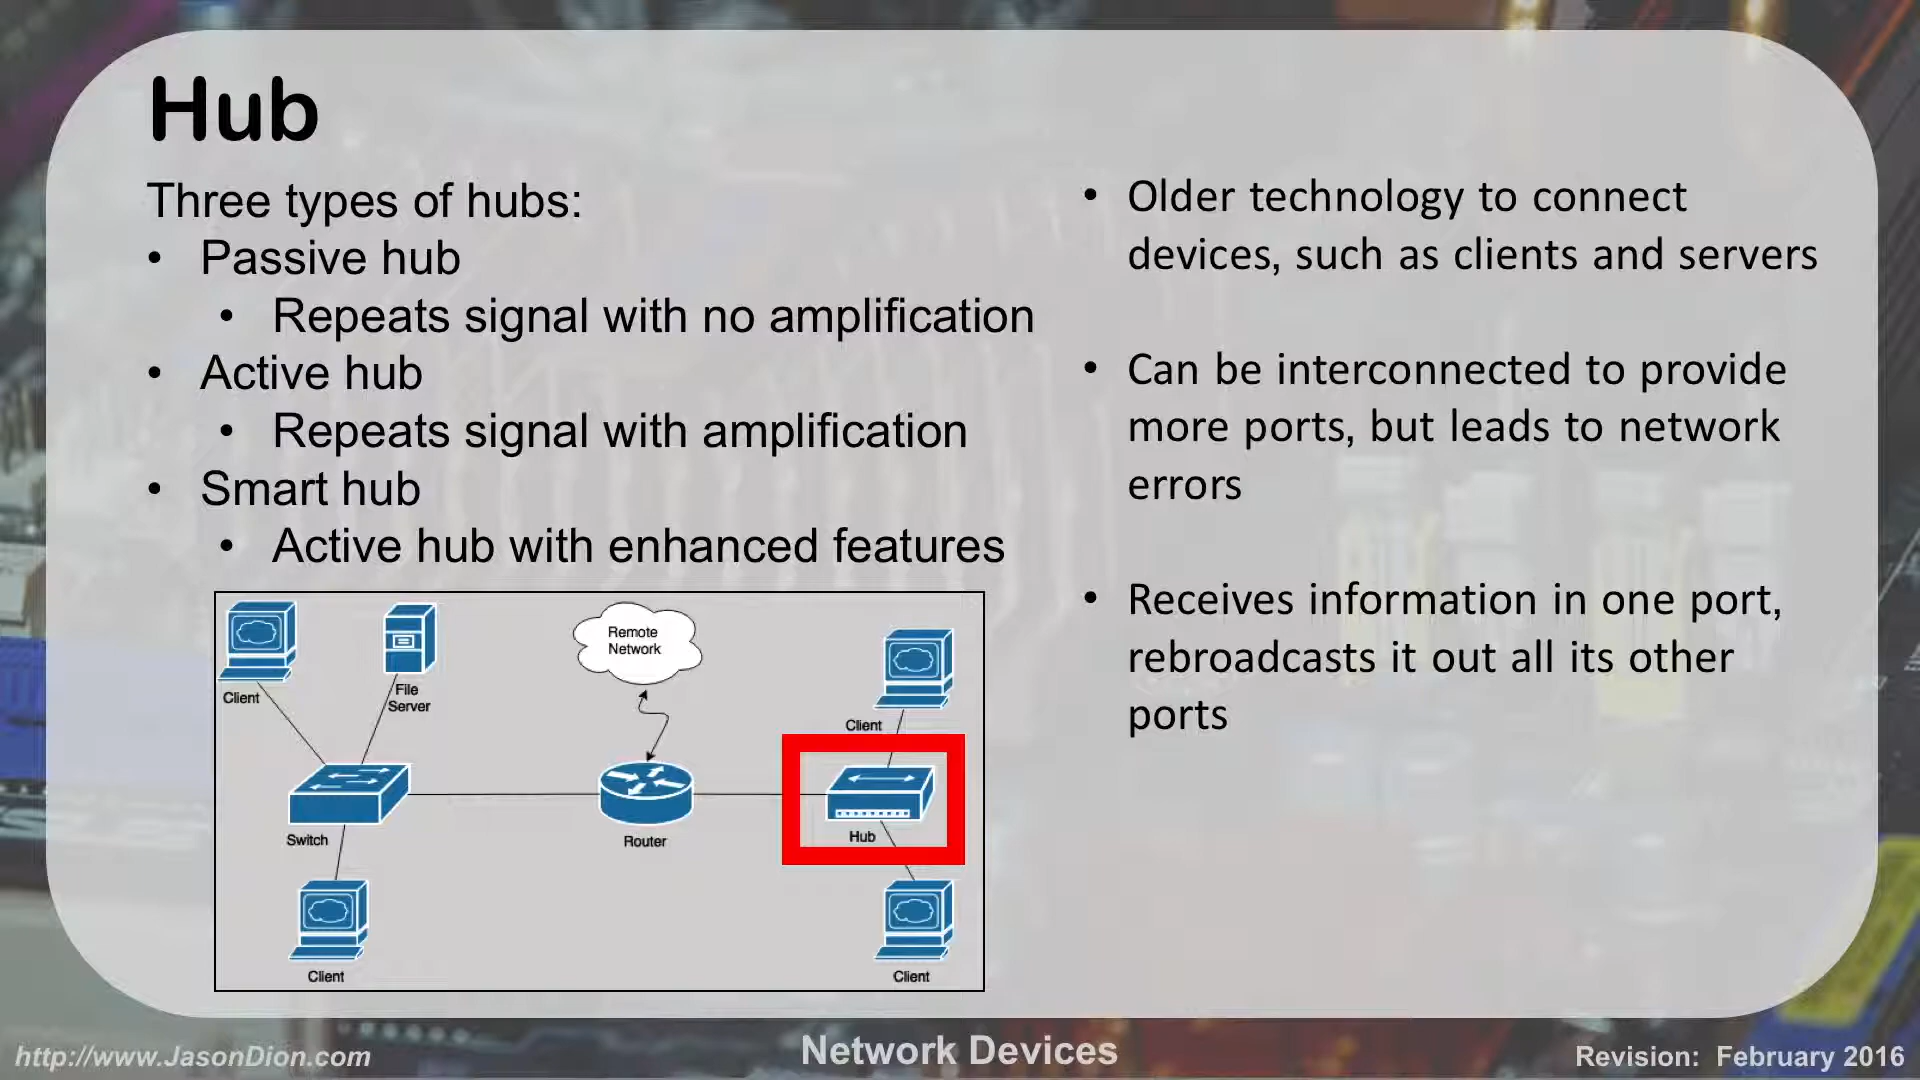 Hub
Three types of hubs:
• Passive hub
• Repeats signal with no amplification
• Active hub
• Repeats signal with amplification
• Smart hub
• Active hub with enhanced features
• Older technology to connect
devices, such as clients and servers
• Can be interconnected to provide
more ports, but leads to network
errors
• Receives information in one port,
rebroadcasts it out all its other
ports
Client
File
Server
Remote
Network
Client
Switch
Router
Hub
Client
Client
http://www.JasonDion.com
Network Devices
Revision: February 2016